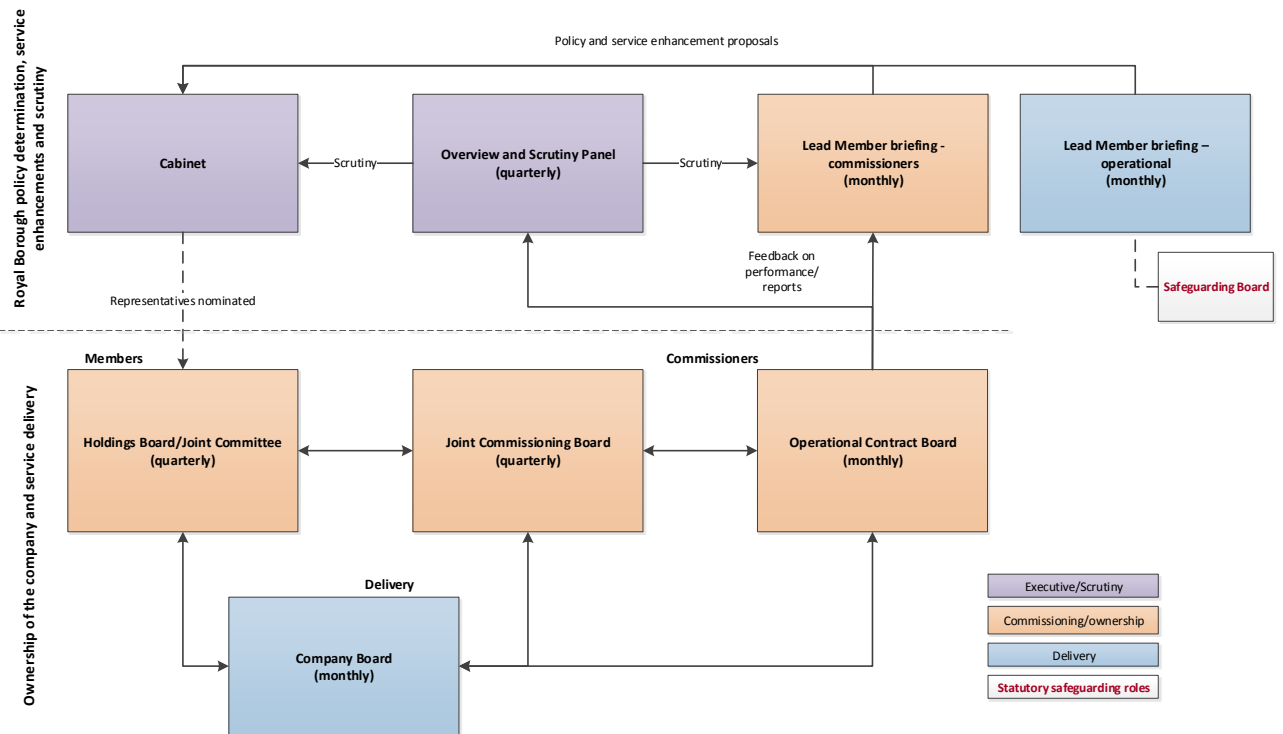 Policy and service enhancement proposals
Royal Borough policy determination, service
enhancements and scrutiny
Cabinet
Scrutiny
Overview and Scrutiny Panel
(quarterly)
Scrutiny
Lead Member briefing -
commissioners
(monthly)
Lead Member briefing –
operational
(monthly)
Feedback on
performance/
reports
Safeguarding Board
Representatives nominated
Ownership of the company and service delivery
Members
Commissioners
Holdings Board/Joint Committee
(quarterly)
Joint Commissioning Board
(quarterly)
Operational Contract Board
(monthly)
Delivery
Company Board
(monthly)
Executive/Scrutiny
Commissioning/ownership
Delivery
Statutory safeguarding roles